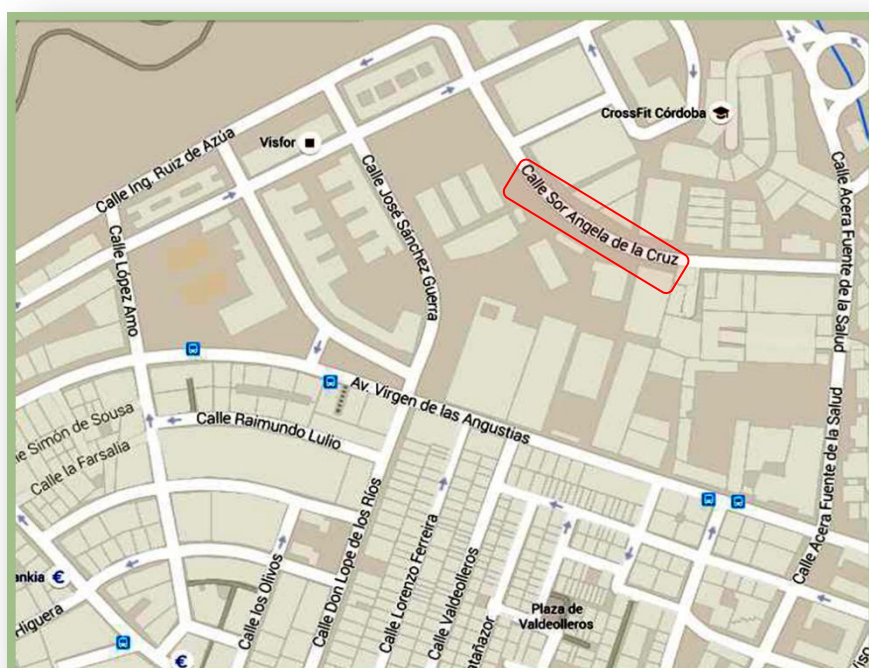 CrossFit Córdoba
Visfor
Calle Ing. Ruiz de Azúa
Calle José Sánchez Guerra
Calle Sor Angela de la Cruz
Calle Acera Fuente de la Salud
Calle López Amo
Av. Virgen de las Angustias
Simón de Sousa
Calle Raimundo Lulio
Calle la Farsalia
Calle Acera Fuente de la Salud
Calle Don Lope de los Ríos
Calle Lorenzo Ferreira
Calle Valdeolleros
Calle los Olivos
ankia €
Plaza de
Valdeolleros
Higuera
€